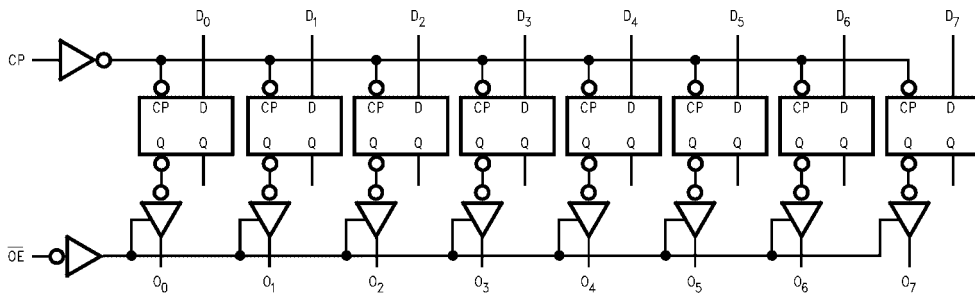 D0 D1 D2 D3 D4 D5 D6 D7
CP
CP D CP D CP D CP D CP D CP D CP D CP D
Q Q Q Q Q Q Q Q Q Q Q Q Q Q Q Q
O̅E̅
O0 O1 O2 O3 O4 O5 O6 O7